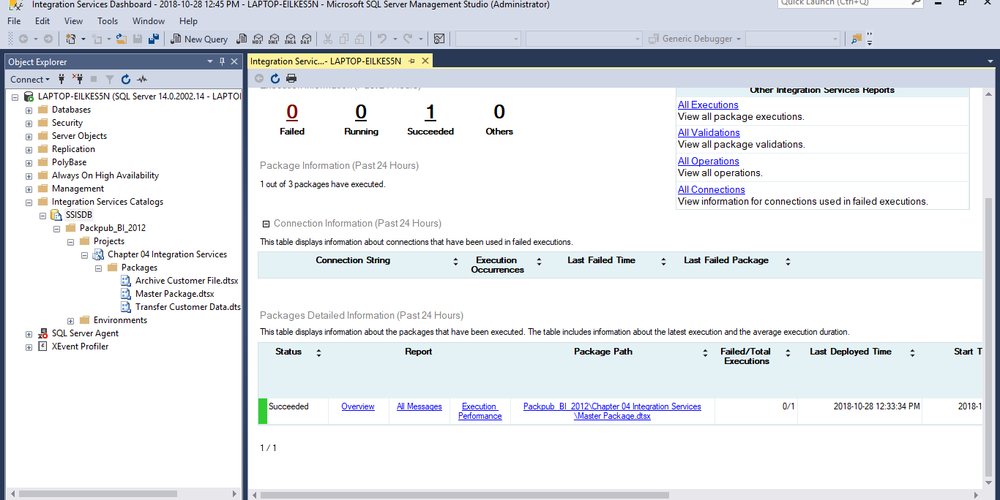 Integration Services Dashboard - 2018-10-28 12:45 PM - LAPTOP-EILKES5N - Microsoft SQL Server Management Studio (Administrator)
Quick Launch (Ctrl+Q)
File Edit View Tools Window Help
New Query
MDX DMX XMLA DAX
Generic Debugger
Object Explorer
Integration Servic...- LAPTOP-EILKES5N
Connect
LAPTOP-EILKES5N (SQL Server 14.0.2002.14 - LAPTOI
Databases
Security
Server Objects
Replication
PolyBase
Always On High Availability
Management
Integration Services Catalogs
SSISDB
Packpub_BI_2012
Projects
Chapter 04 Integration Services
Packages
Archive Customer File.dtsx
Master Package.dtsx
Transfer Customer Data.dts
Environments
SQL Server Agent
XEvent Profiler
Execution Information (Past 24 Hours)
0 0 1 0
Failed Running Succeeded Others
Other Integration Services Reports
All Executions
View all package executions.
All Validations
View all package validations.
All Operations
View all operations.
All Connections
View information for connections used in failed executions.
Package Information (Past 24 Hours)
1 out of 3 packages have executed.
Connection Information (Past 24 Hours)
This table displays information about connections that have been used in failed executions.
Connection String Execution Last Failed Time Last Failed Package
Occurrences
Packages Detailed Information (Past 24 Hours)
This table displays information about the packages that have been executed. The table includes information about the latest execution and the average execution duration.
Status Report Package Path Failed/Total Last Deployed Time Start T
Executions
Succeeded Overview All Messages Execution Packpub_BI_2012\Chapter 04 Integration Services 0/1 2018-10-28 12:33:34 PM 2018-1
Performance \Master Package.dtsx
1 / 1